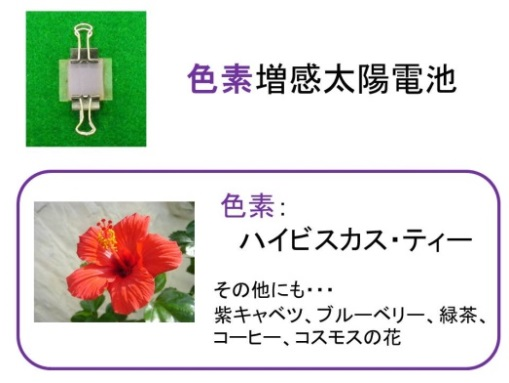 色素増感太陽電池
色素：
ハイビスカス・ティー
その他にも・・・
紫キャベツ、ブルーベリー、緑茶、
コーヒー、コスモスの花